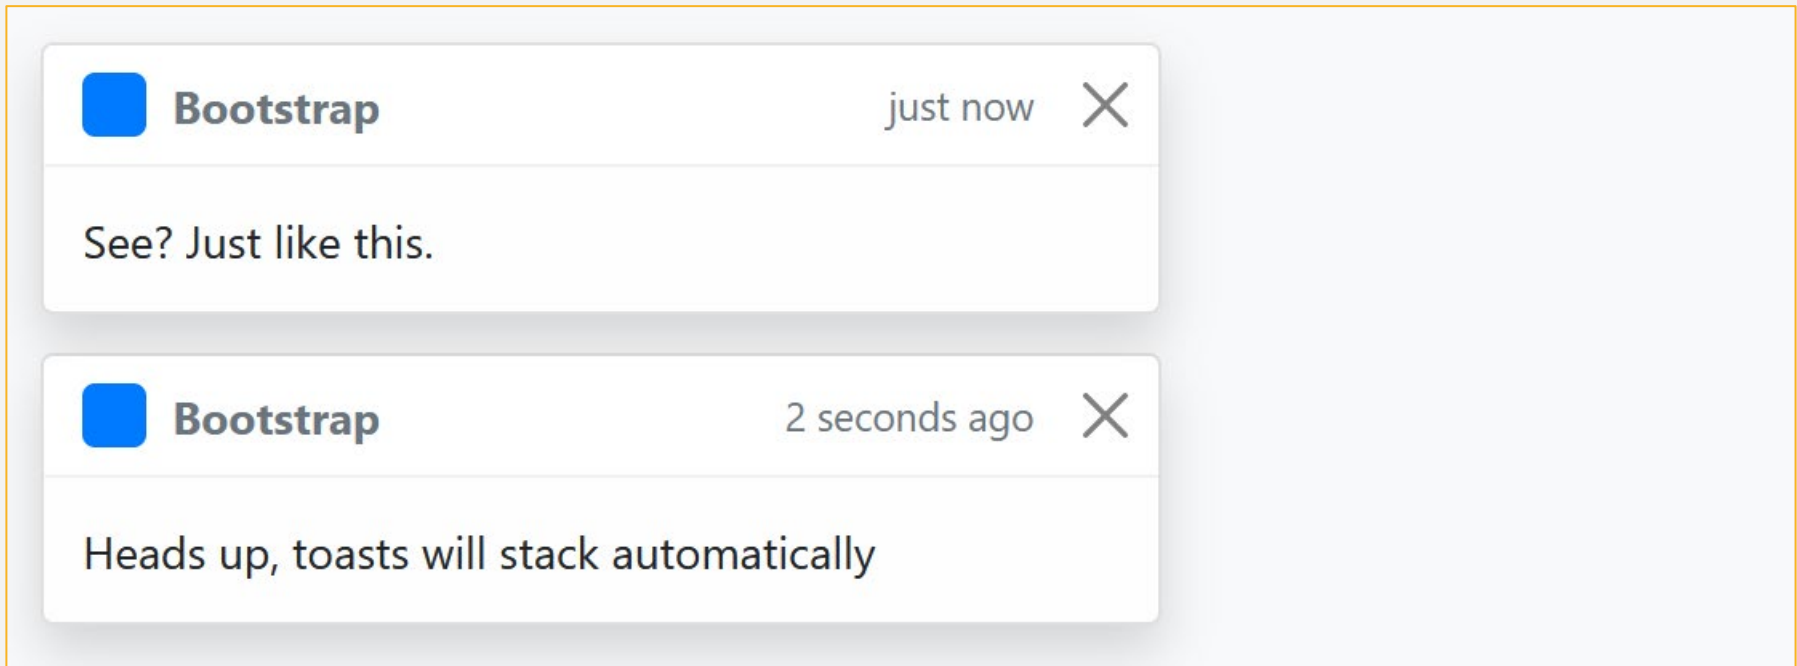 Bootstrap just now
See? Just like this.
Bootstrap 2 seconds ago
Heads up, toasts will stack automatically